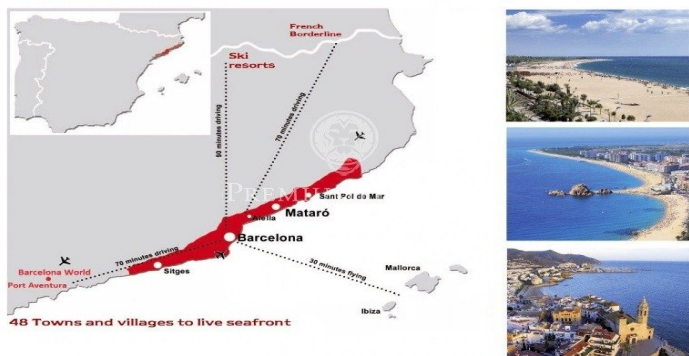 French
Borderline
Ski
resorts
90 minutes driving
70 minutes driving
Sant Pol de Mar
Mataró
Alella
Barcelona
70 minutes driving
Sitges
30 minutes flying
Barcelona World
Port Aventura
Mallorca
Ibiza
48 Towns and villages to live seafront